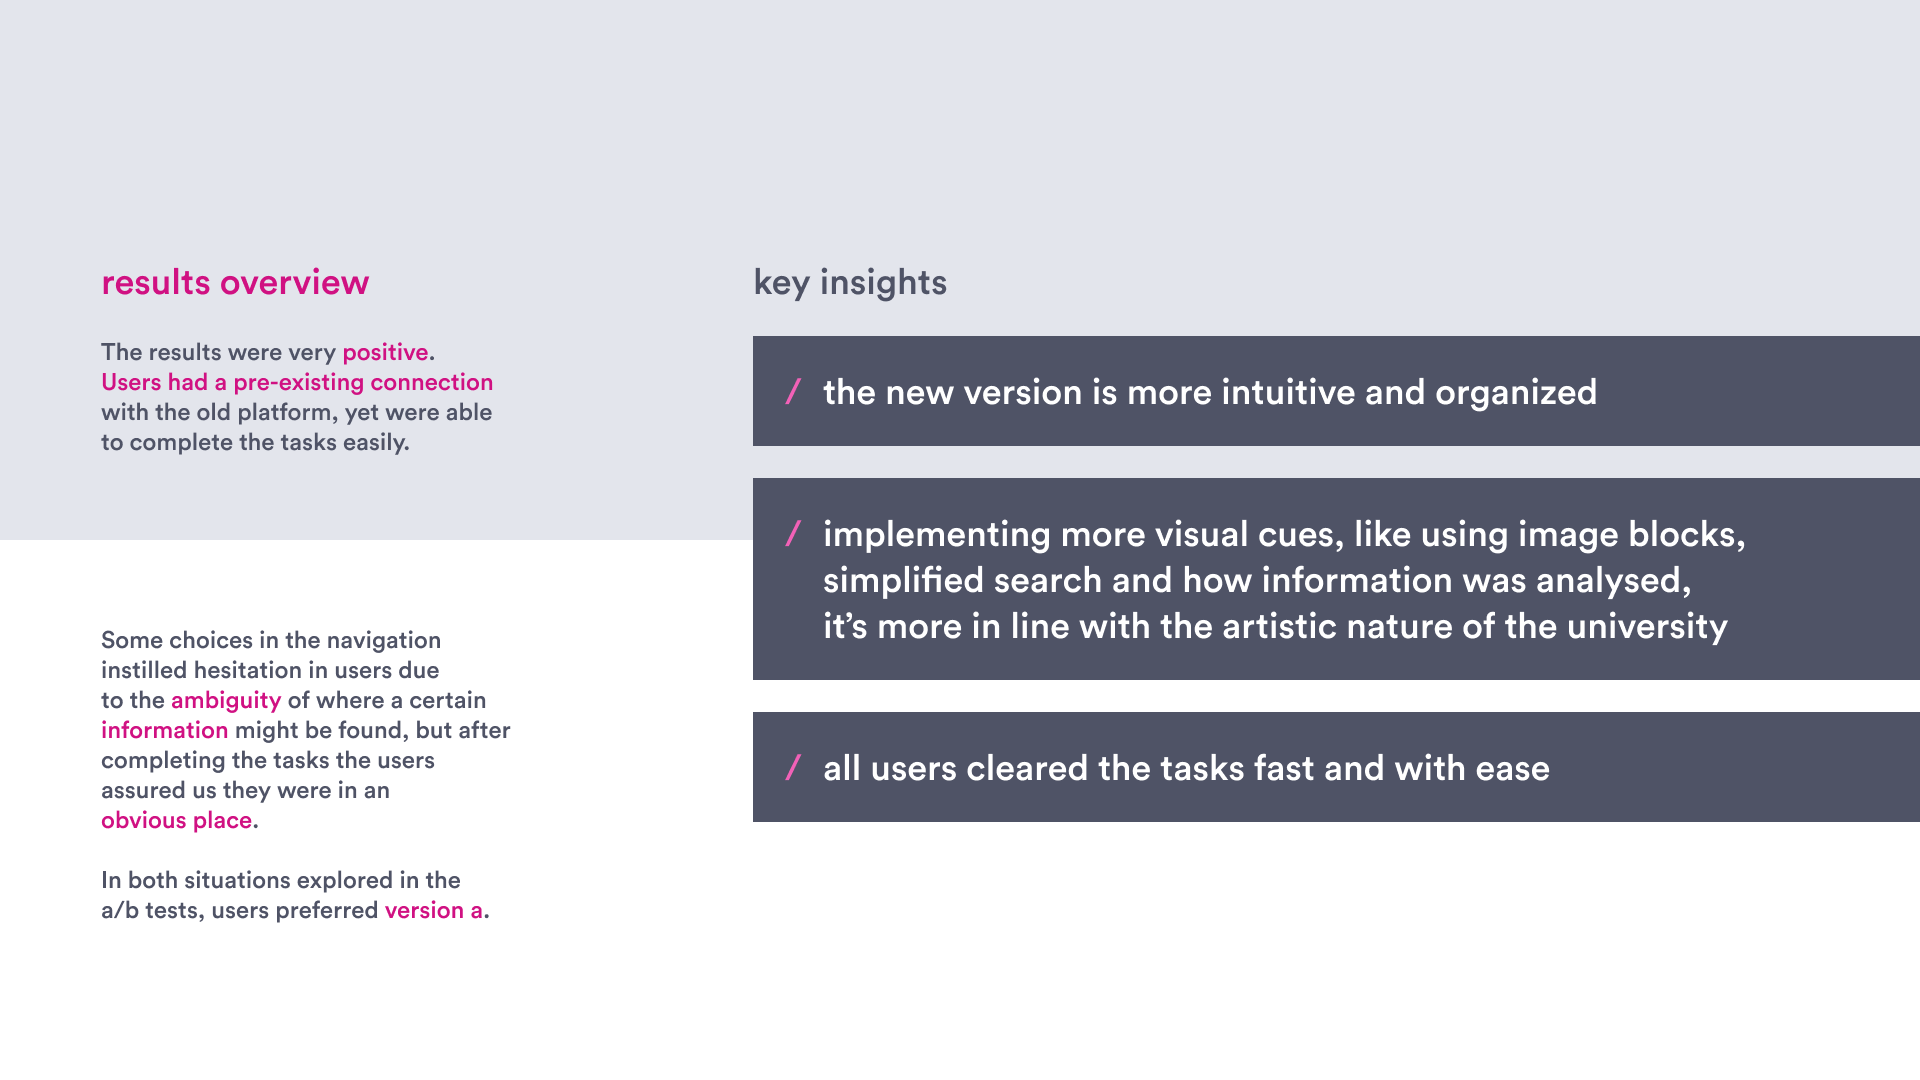 results overview
The results were very positive.
Users had a pre-existing connection
with the old platform, yet were able
to complete the tasks easily.
Some choices in the navigation
instilled hesitation in users due
to the ambiguity of where a certain
information might be found, but after
completing the tasks the users
assured us they were in an
obvious place.
In both situations explored in the
a/b tests, users preferred version a.
key insights
/ the new version is more intuitive and organized
/ implementing more visual cues, like using image blocks,
simplified search and how information was analysed,
it’s more in line with the artistic nature of the university
/ all users cleared the tasks fast and with ease